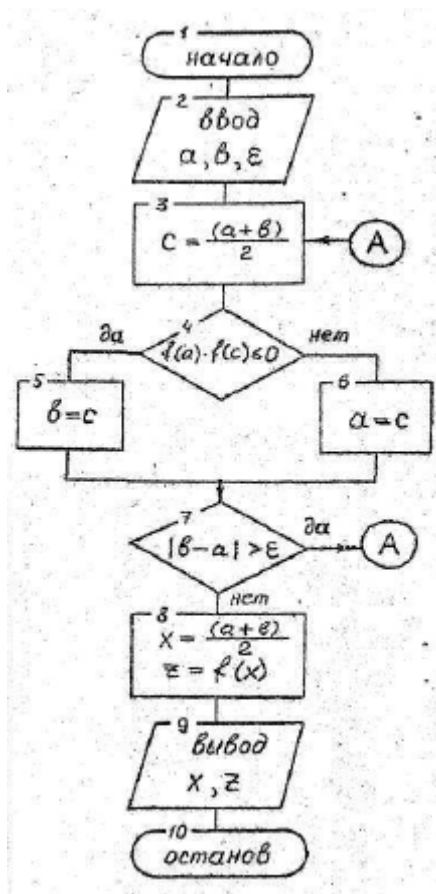 1
начало
2
ввод
a, в, ε
3
C = (a+в)/2
A
4
да
f(a)·f(c)≤0
нет
5
в=c
6
a=c
7
|в−a|>ε
да
A
нет
8
X = (a+в)/2
z = f(x)
9
вывод
X, Z
10
останов